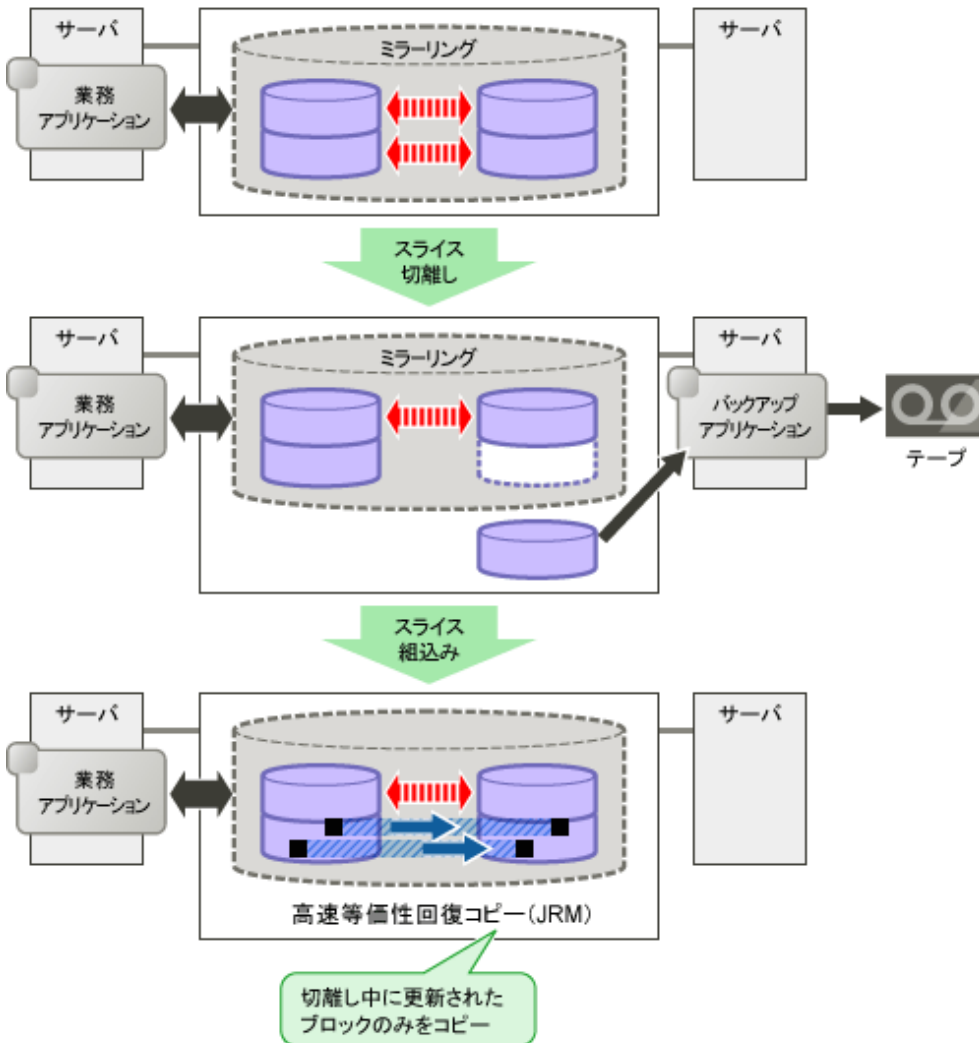 サーバ
サーバ
ミラーリング
業務
アプリケーション
スライス
切離し
サーバ
サーバ
ミラーリング
業務
アプリケーション
バックアップ
アプリケーション
テープ
スライス
組込み
サーバ
サーバ
業務
アプリケーション
高速等価性回復コピー(JRM)
切離し中に更新された
ブロックのみをコピー